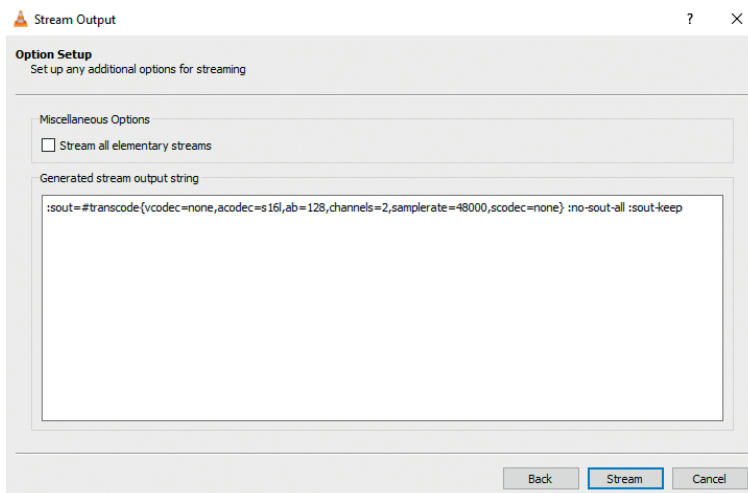 Stream Output
?
Option Setup
Set up any additional options for streaming
Miscellaneous Options
Stream all elementary streams
Generated stream output string
:sout=#transcode{vcodec=none,acodec=s16l,ab=128,channels=2,samplerate=48000,scodec=none} :no-sout-all :sout-keep
Back
Stream
Cancel